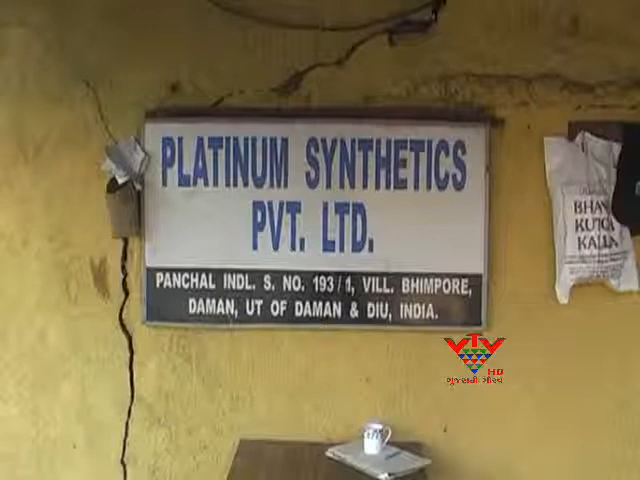 PLATINUM SYNTHETICS
PVT. LTD.
PANCHAL INDL. S. NO. 193/1, VILL. BHIMPORE,
DAMAN, UT OF DAMAN & DIU, INDIA.
KALLA
VTV
HD